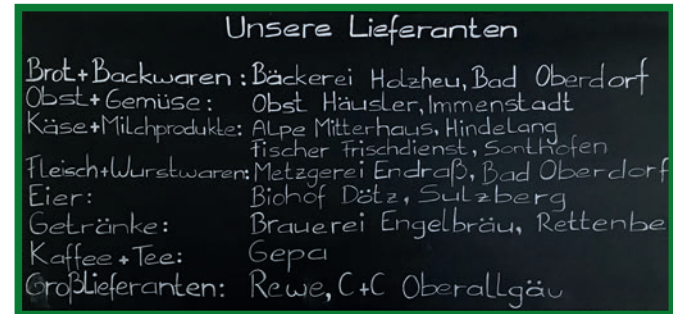 Unsere Lieferanten
Brot+Backwaren: Bäckerei Holzheu, Bad Oberdorf
Obst+Gemüse: Obst Häusler, Immenstadt
Käse+Milchprodukte: Alpe Mitterhaus, Hindelang
Fischer Frischdienst, Sonthofen
Fleisch+Wurstwaren: Metzgerei Endraß, Bad Oberdorf
Eier: Biohof Dötz, Sulzberg
Getränke: Brauerei Engelbräu, Rettenbe
Kaffee+Tee: Gepa
Großlieferanten: Rewe, C+C Oberallgäu